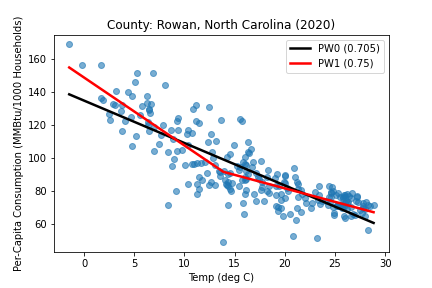 County: Rowan, North Carolina (2020)
Per-Capita Consumption (MMBtu/1000 Households)
160
140
120
100
80
60
PW0 (0.705)
PW1 (0.75)
0 5 10 15 20 25 30
Temp (deg C)